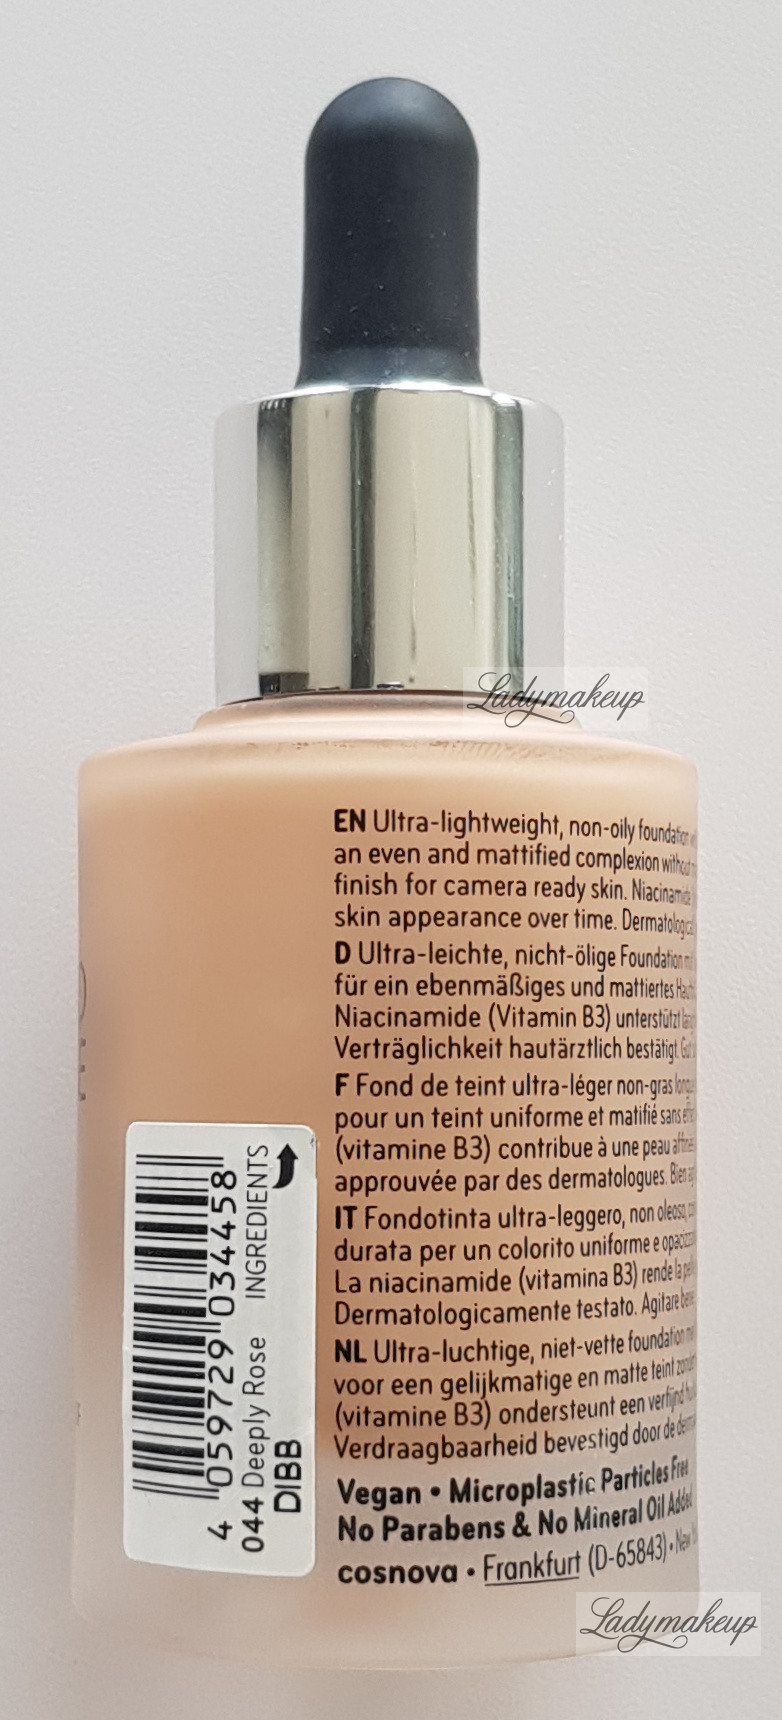 Ladymakeup
EN Ultra-lightweight, non-oily foundation
an even and mattified complexion without
finish for camera ready skin. Niacinamide
skin appearance over time. Dermatological
D Ultra-leichte, nicht-ölige Foundation
für ein ebenmäßiges und mattiertes
Niacinamide (Vitamin B3) unterstützt
Verträglichkeit hautärztlich bestätigt. Gut
F Fond de teint ultra-léger non-gras
pour un teint uniforme et matifié sans
(vitamine B3) contribue à une peau
approuvée par des dermatologues. Bien
IT Fondotinta ultra-leggero, non oleoso,
durata per un colorito uniforme e
La niacinamide (vitamina B3) rende la
Dermatologicamente testato. Agitare bene
NL Ultra-luchtige, niet-vette foundation
voor een gelijkmatige en matte teint
(vitamine B3) ondersteunt een verfijnd
Verdraagbaarheid bevestigd door de
Vegan • Microplastic Particles Free
No Parabens & No Mineral Oil Added
cosnova • Frankfurt (D-65843) • New
4 059729 034458
INGREDIENTS
044 Deeply Rose
DIBB
Ladymakeup